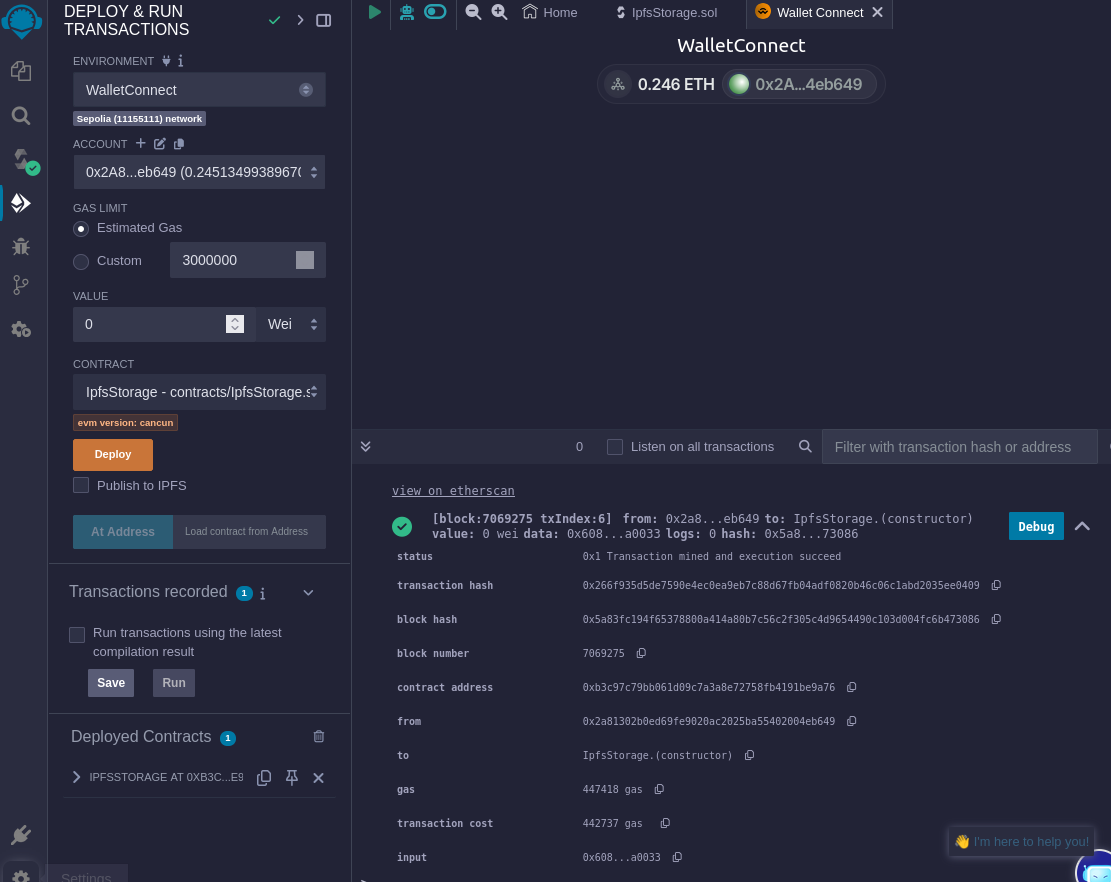 DEPLOY & RUN
TRANSACTIONS
ENVIRONMENT
WalletConnect
Sepolia (11155111) network
ACCOUNT
0x2A8...eb649 (0.2451349938967(
GAS LIMIT
Estimated Gas
Custom
3000000
VALUE
0
Wei
CONTRACT
IpfsStorage - contracts/IpfsStorage.s
evm version: cancun
Deploy
Publish to IPFS
At Address
Load contract from Address
Transactions recorded 1
Run transactions using the latest
compilation result
Save
Run
Deployed Contracts 1
IPFSSTORAGE AT 0XB3C...E9
Settings
Home
IpfsStorage.sol
Wallet Connect
WalletConnect
0.246 ETH
0x2A...4eb649
0
Listen on all transactions
Filter with transaction hash or address
view on etherscan
[block:7069275 txIndex:6] from: 0x2a8...eb649 to: IpfsStorage.(constructor)
value: 0 wei data: 0x608...a0033 logs: 0 hash: 0x5a8...73086
Debug
status 0x1 Transaction mined and execution succeed
transaction hash 0x266f935d5de7590e4ec0ea9eb7c88d67fb04adf0820b46c06c1abd2035ee0409
block hash 0x5a83fc194f65378800a414a80b7c56c2f305c4d9654490c103d004fc6b473086
block number 7069275
contract address 0xb3c97c79bb061d09c7a3a8e72758fb4191be9a76
from 0x2a81302b0ed69fe9020ac2025ba55402004eb649
to IpfsStorage.(constructor)
gas 447418 gas
transaction cost 442737 gas
input 0x608...a0033
👋 I'm here to help you!